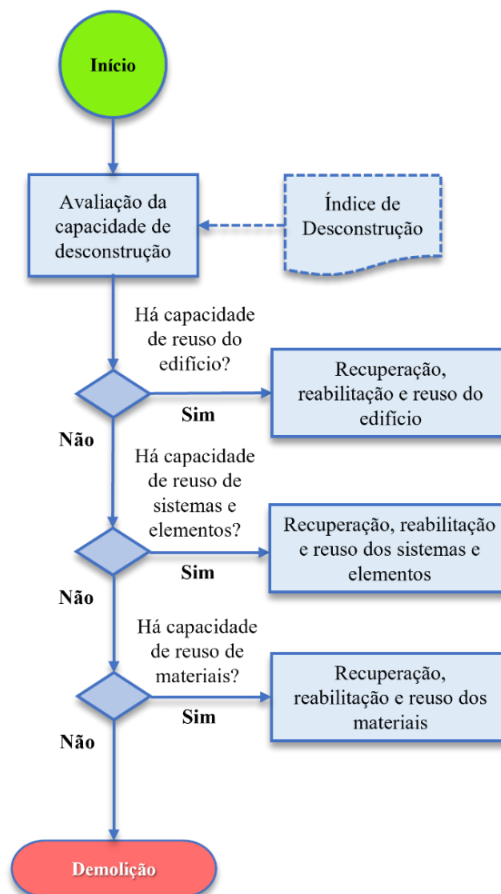 Início
Avaliação da
capacidade de
desconstrução
Índice de
Desconstrução
Há capacidade
de reuso do
edifício?
Sim
Não
Recuperação,
reabilitação e reuso do
edifício
Há capacidade
de reuso de
sistemas e
elementos?
Sim
Não
Recuperação, reabilitação
e reuso dos sistemas e
elementos
Há capacidade
de reuso de
materiais?
Sim
Não
Recuperação,
reabilitação e reuso dos
materiais
Demolição